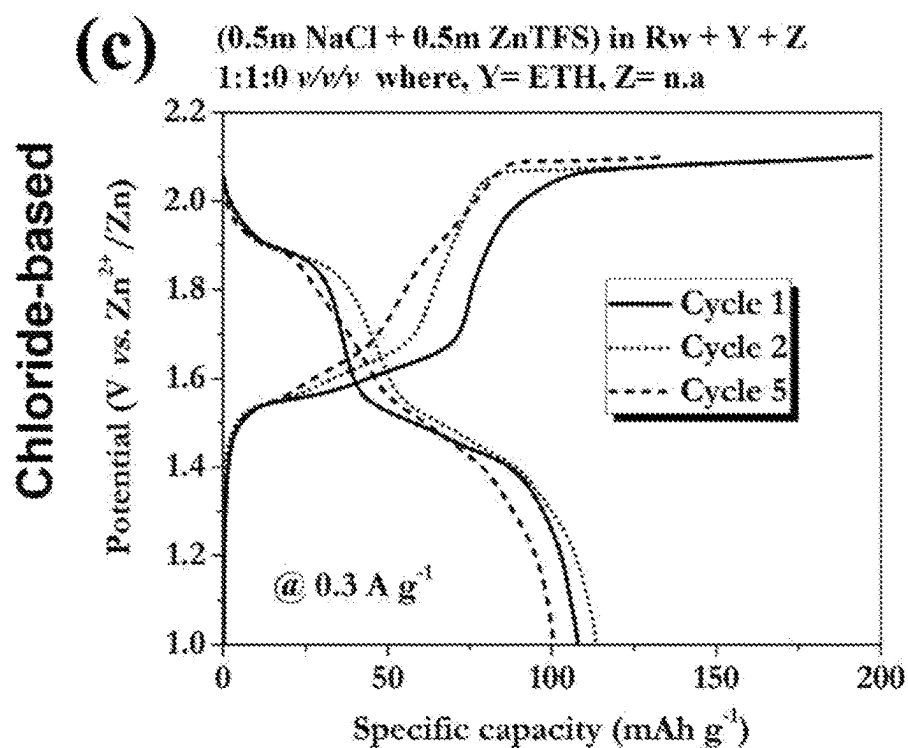 (c)
(0.5m NaCl + 0.5m ZnTFS) in Rw + Y + Z
1:1:0 v/v/v where, Y= ETH, Z= n.a
Chloride-based
Potential (V vs. Zn²⁺/Zn)
2.2
2.0
1.8
1.6
1.4
1.2
1.0
Cycle 1
Cycle 2
Cycle 5
@ 0.3 A g⁻¹
0
50
100
150
200
Specific capacity (mAh g⁻¹)